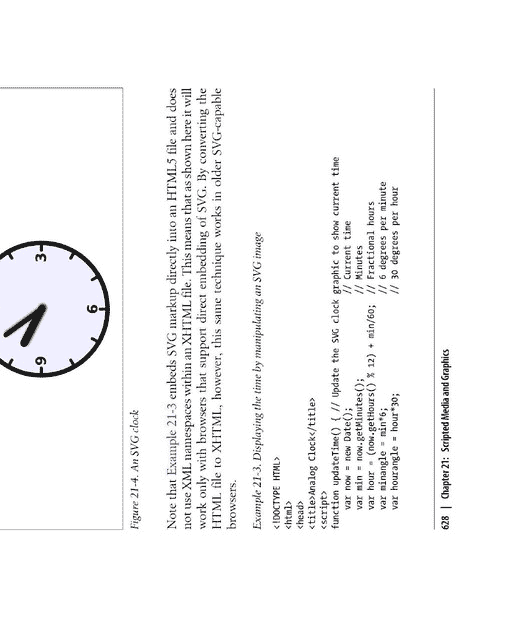 3
6
9
Figure 21-4. An SVG clock
Note that Example 21-3 embeds SVG markup directly into an HTML5 file and does
not use XML namespaces within an XHTML file. This means that as shown here it will
work only with browsers that support direct embedding of SVG. By converting the
HTML file to XHTML, however, this same technique works in older SVG-capable
browsers.
Example 21-3. Displaying the time by manipulating an SVG image
<!DOCTYPE HTML>
<html>
<head>
<title>Analog Clock</title>
<script>
function updateTime() { // Update the SVG clock graphic to show current time
var now = new Date(); // Current time
var min = now.getMinutes(); // Minutes
var hour = (now.getHours() % 12) + min/60; // Fractional hours
var minangle = min*6; // 6 degrees per minute
var hourangle = hour*30; // 30 degrees per hour
628 | Chapter 21: Scripted Media and Graphics